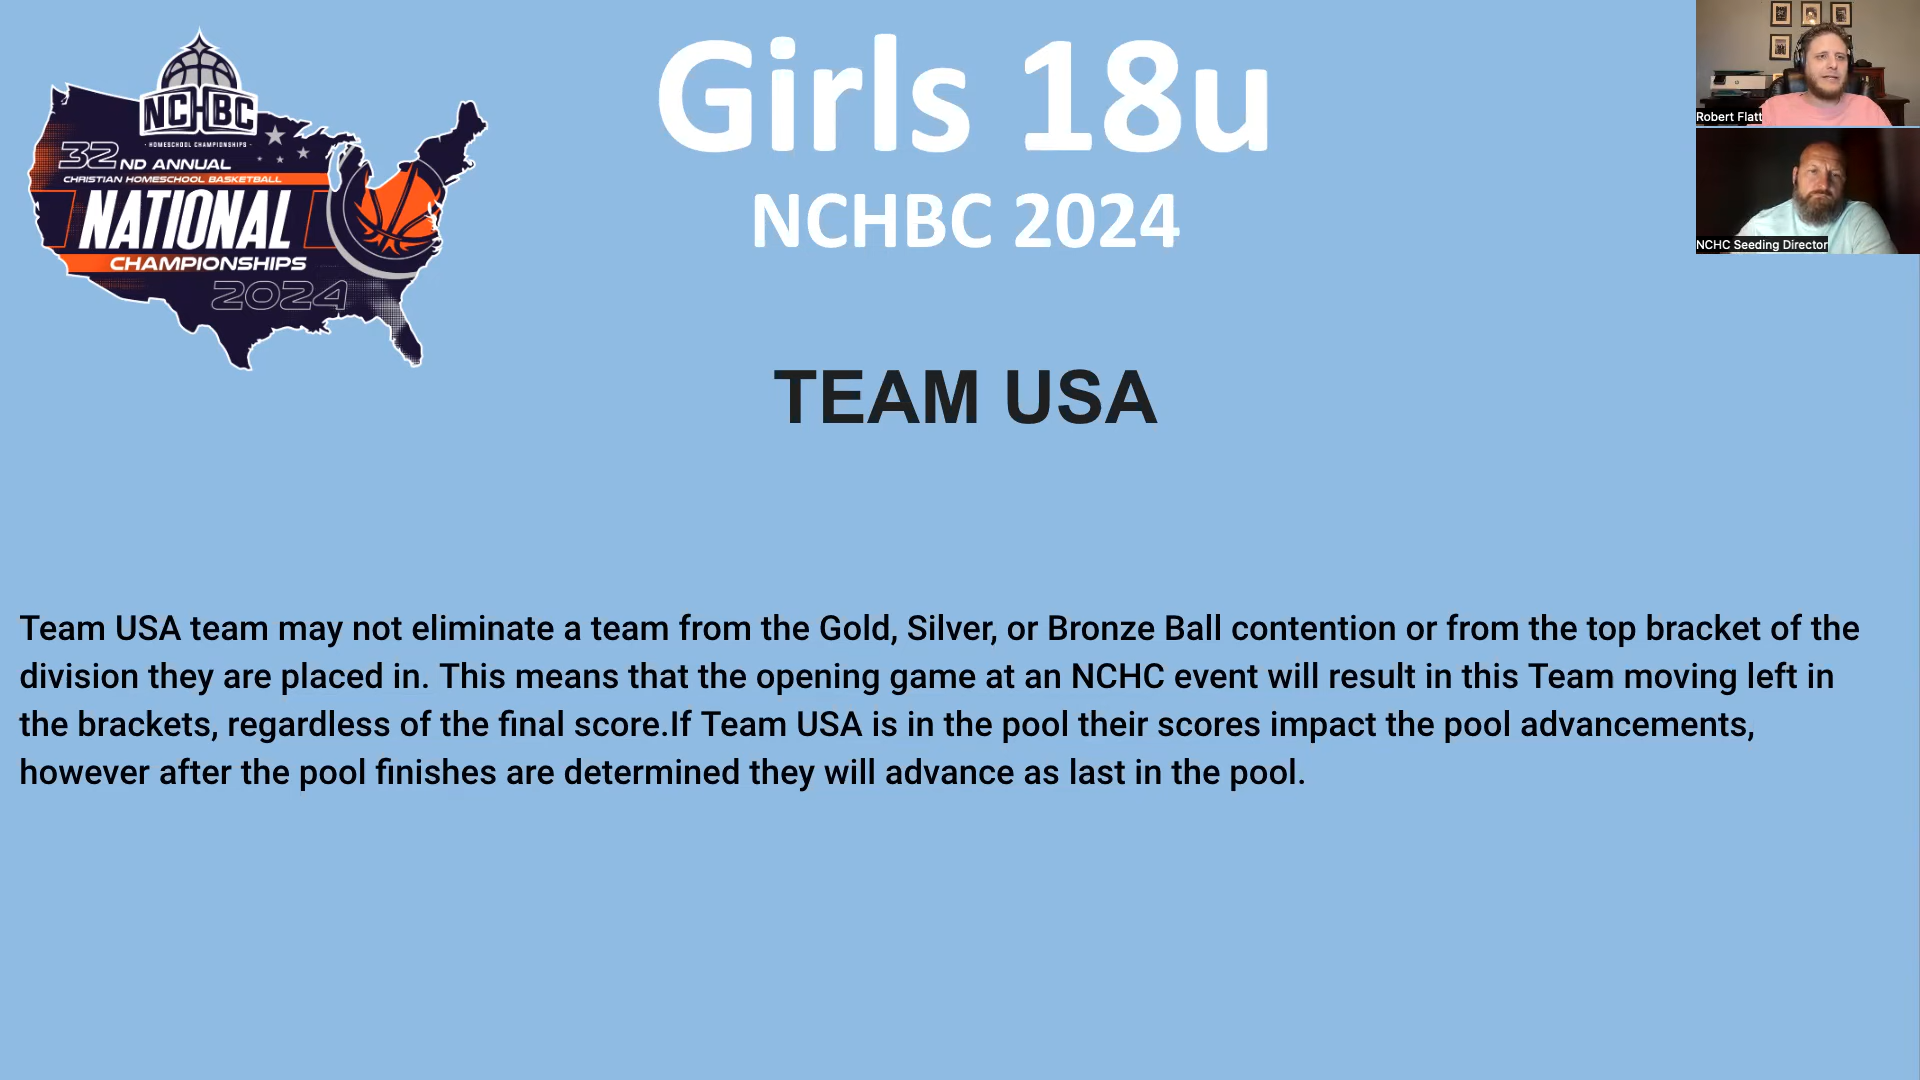 NCHBC
- HOMESCHOOL CHAMPIONSHIPS -
32ND ANNUAL
CHRISTIAN HOMESCHOOL BASKETBALL
NATIONAL
CHAMPIONSHIPS
2024
Girls 18u
NCHBC 2024
Robert Flatt
NCHC Seeding Director
TEAM USA
Team USA team may not eliminate a team from the Gold, Silver, or Bronze Ball contention or from the top bracket of the
division they are placed in. This means that the opening game at an NCHC event will result in this Team moving left in
the brackets, regardless of the final score.If Team USA is in the pool their scores impact the pool advancements,
however after the pool finishes are determined they will advance as last in the pool.